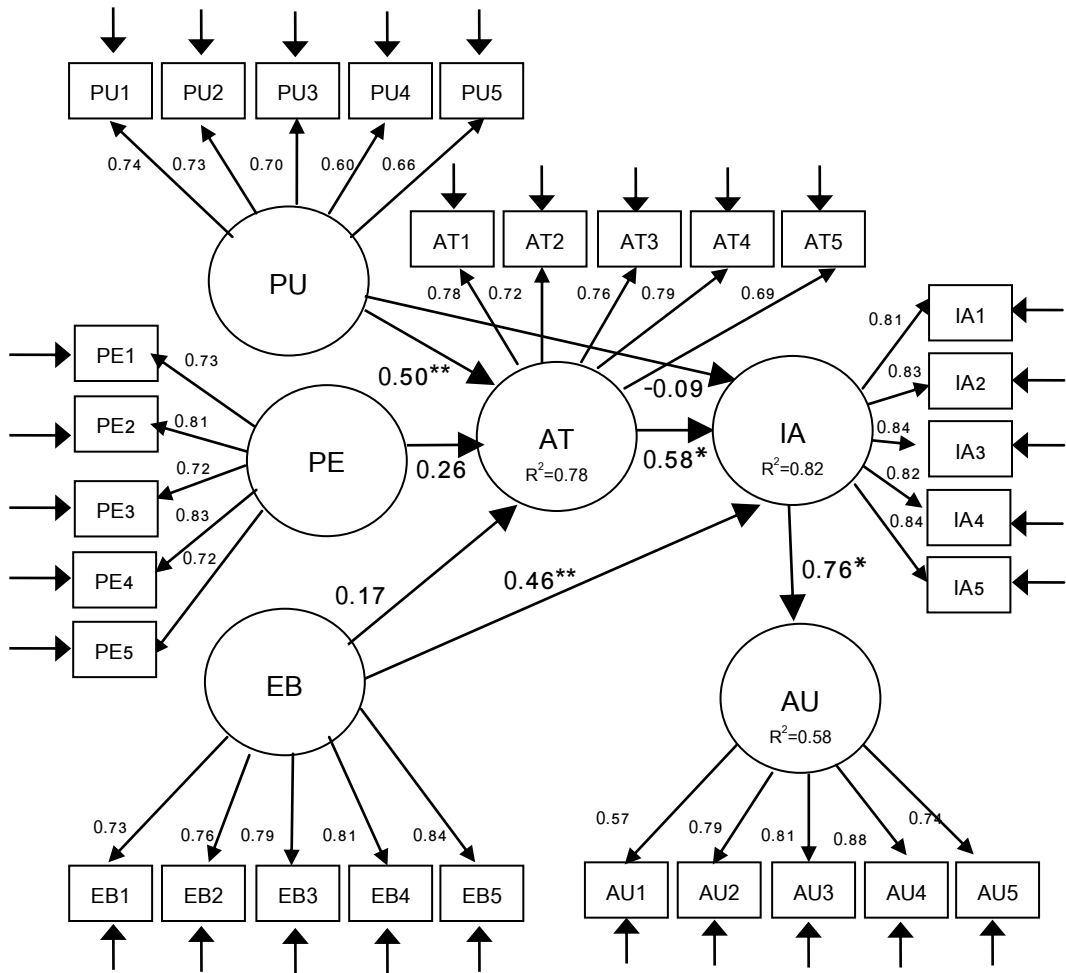 PU1 PU2 PU3 PU4 PU5
0.74 0.73 0.70 0.60 0.66
AT1 AT2 AT3 AT4 AT5
PU
0.78 0.72 0.76 0.79 0.69
IA1
0.81
PE1
0.73
0.50**
-0.09
0.83
IA2
PE2
0.81
PE
0.26
AT
R²=0.78
0.58*
IA
R²=0.82
0.84
IA3
0.72
PE3
0.82
IA4
0.83
0.84
PE4
0.72
IA5
0.46**
0.76*
0.17
PE5
EB
AU
R²=0.58
0.73 0.76 0.79 0.81 0.84
0.57 0.79 0.81 0.88 0.74
EB1 EB2 EB3 EB4 EB5
AU1 AU2 AU3 AU4 AU5